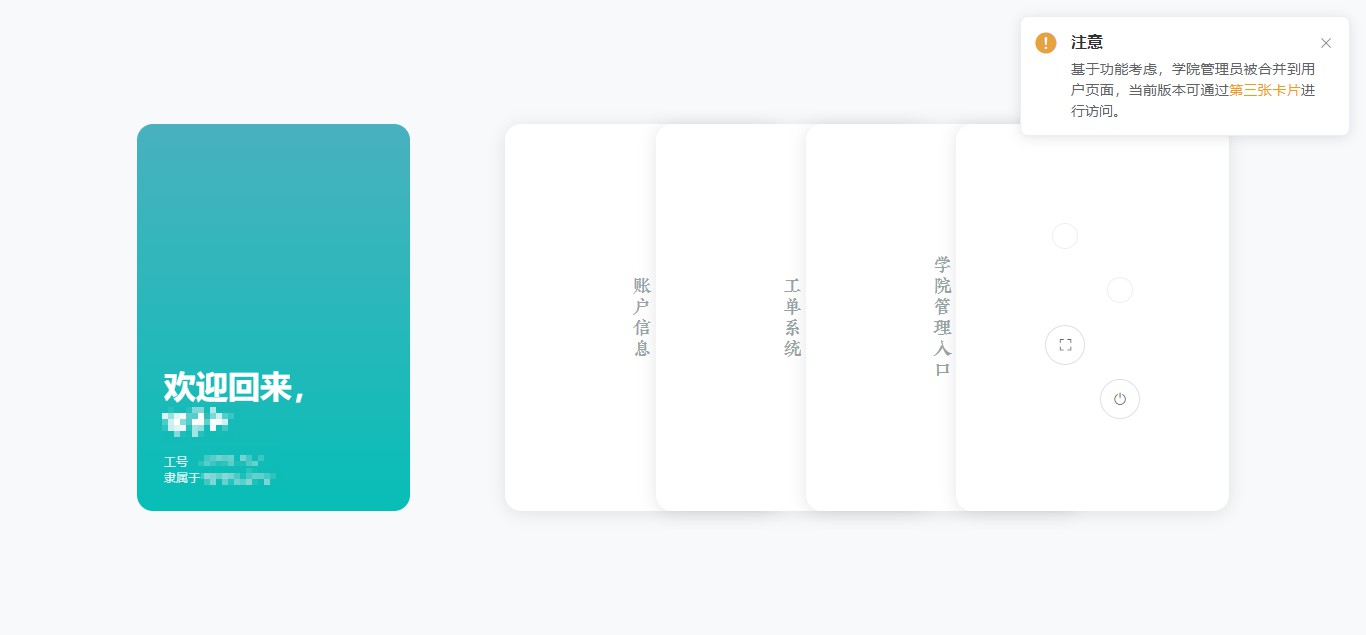 注意
基于功能考虑，学院管理员被合并到用
户页面，当前版本可通过第三张卡片进
行访问。
欢迎回来，
工号
隶属于
账户信息
工单系统
学院管理入口